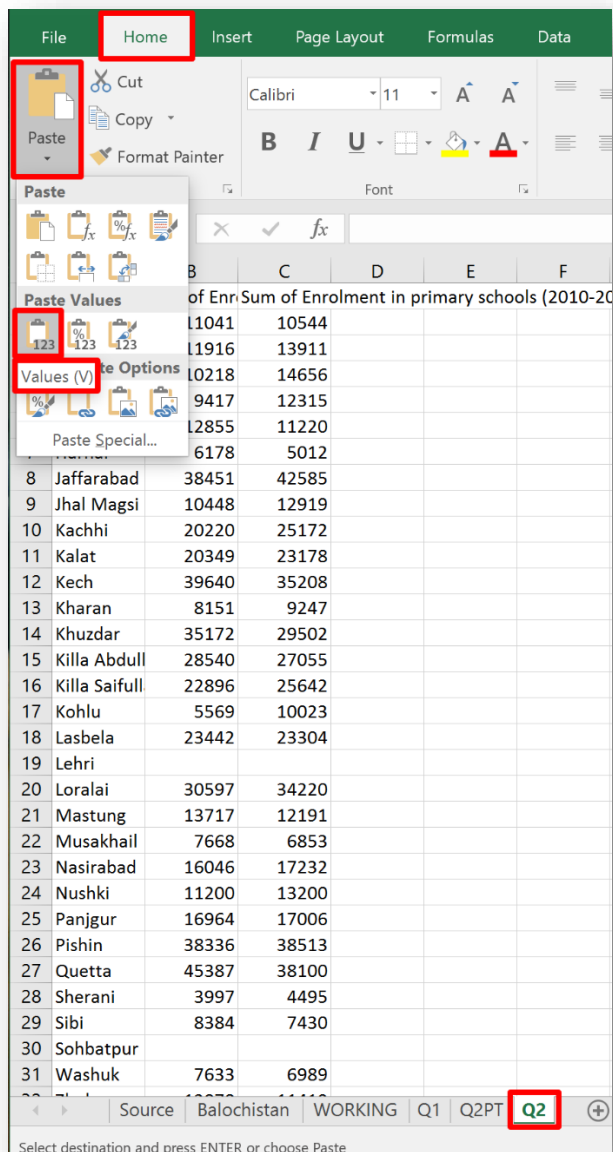 File Home Insert Page Layout Formulas Data
Cut
Copy
Format Painter
Paste
Calibri 11 A A
B I U A
Font
Paste
fx
B C D E F
of Enr Sum of Enrolment in primary schools (2010-20
Paste Values
123 123 123
Values (V)
te Options
Paste Special...
11041 10544
11916 13911
10218 14656
9417 12315
12855 11220
6178 5012
8 Jaffarabad 38451 42585
9 Jhal Magsi 10448 12919
10 Kachhi 20220 25172
11 Kalat 20349 23178
12 Kech 39640 35208
13 Kharan 8151 9247
14 Khuzdar 35172 29502
15 Killa Abdull 28540 27055
16 Killa Saifull 22896 25642
17 Kohlu 5569 10023
18 Lasbela 23442 23304
19 Lehri
20 Loralai 30597 34220
21 Mastung 13717 12191
22 Musakhail 7668 6853
23 Nasirabad 16046 17232
24 Nushki 11200 13200
25 Panjgur 16964 17006
26 Pishin 38336 38513
27 Quetta 45387 38100
28 Sherani 3997 4495
29 Sibi 8384 7430
30 Sohbatpur
31 Washuk 7633 6989
Source Balochistan WORKING Q1 Q2PT Q2
Select destination and press ENTER or choose Paste